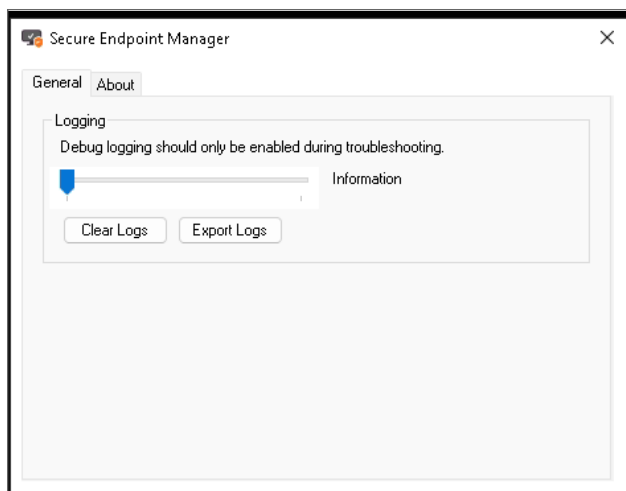 Secure Endpoint Manager
General About
Logging
Debug logging should only be enabled during troubleshooting.
Information
Clear Logs Export Logs